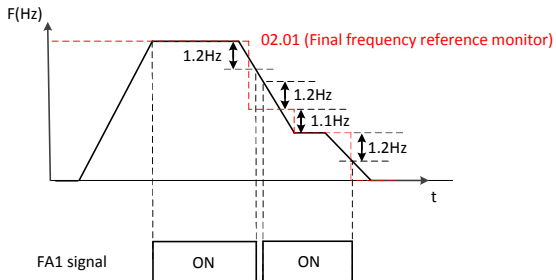 F(Hz)
02.01 (Final frequency reference monitor)
1.2Hz
1.2Hz
1.1Hz
1.2Hz
t
FA1 signal
ON
ON